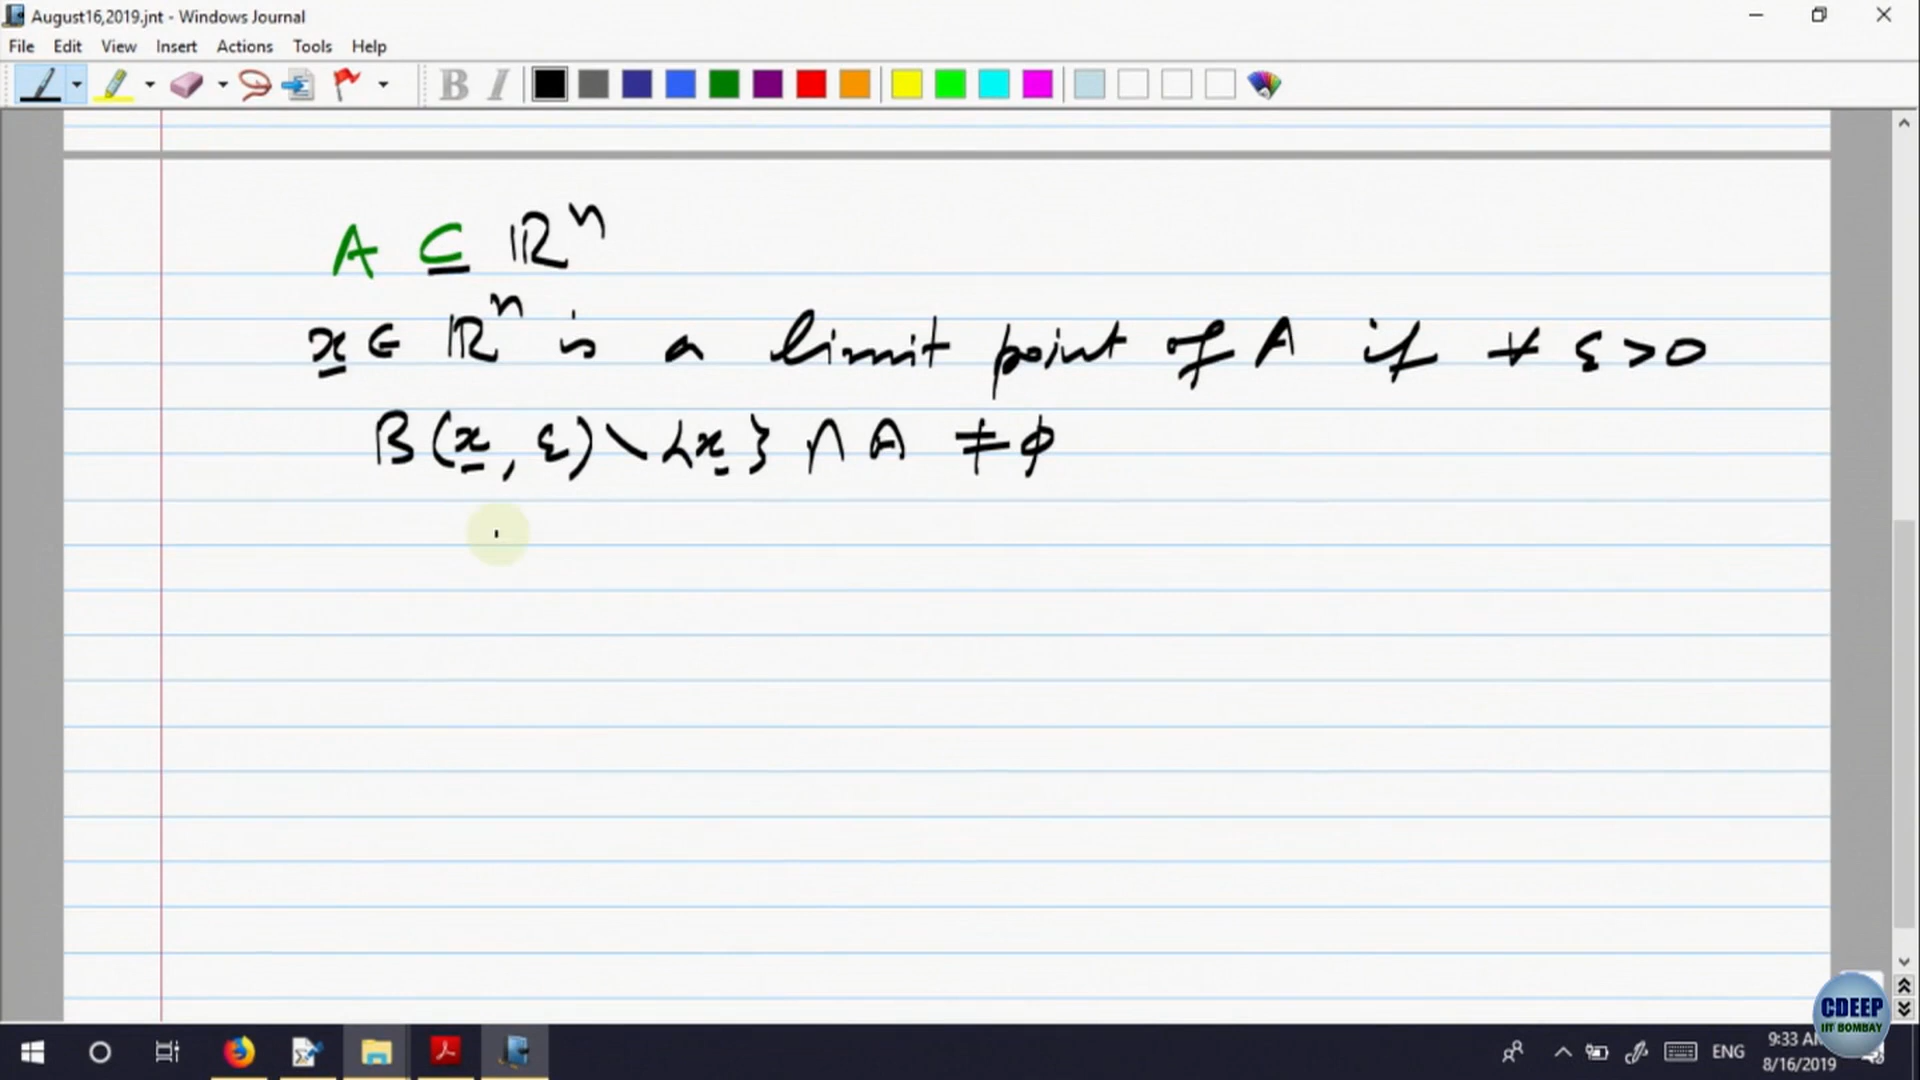 August16,2019.jnt - Windows Journal
File Edit View Insert Actions Tools Help
B I
A ⊆ ℝⁿ
x ∈ ℝⁿ is a limit point of A if ∀ ε > 0
B(x, ε) \ {x} ∩ A ≠ ϕ
CDEEP
IIT BOMBAY
ENG
9:33 AM
8/16/2019